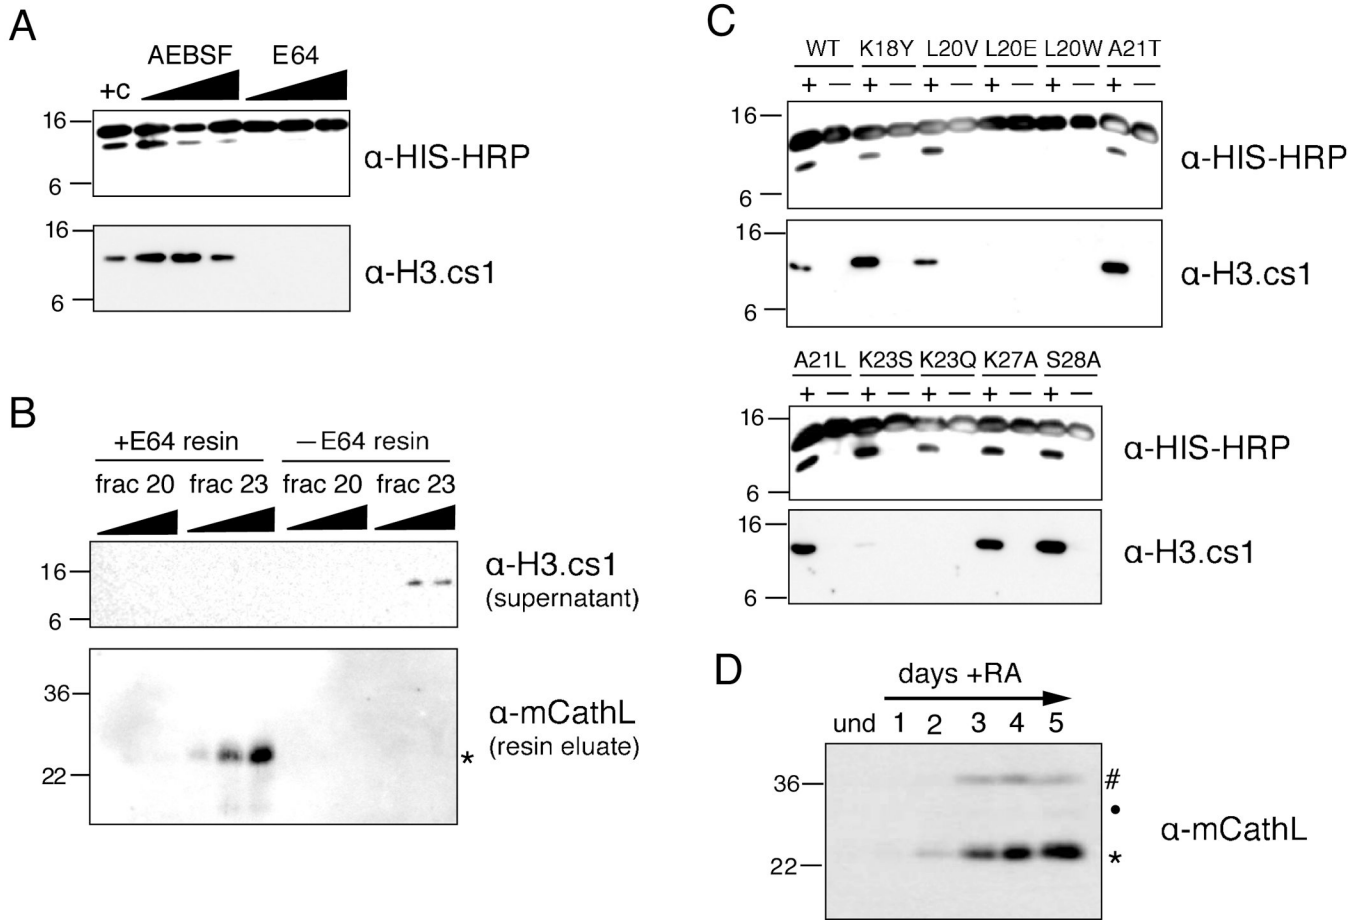 A
AEBSF E64
+c
16
6
α-HIS-HRP
16
6
α-H3.cs1
B
+E64 resin —E64 resin
frac 20 frac 23 frac 20 frac 23
16
6
α-H3.cs1
(supernatant)
36
22
α-mCathL
(resin eluate)
*
C
WT K18Y L20V L20E L20W A21T
+ — + — + — + — + — + —
16
6
α-HIS-HRP
16
6
α-H3.cs1
A21L K23S K23Q K27A S28A
+ — + — + — + — + —
16
6
α-HIS-HRP
16
6
α-H3.cs1
D
days +RA
und 1 2 3 4 5
36
22
#
•
*
α-mCathL